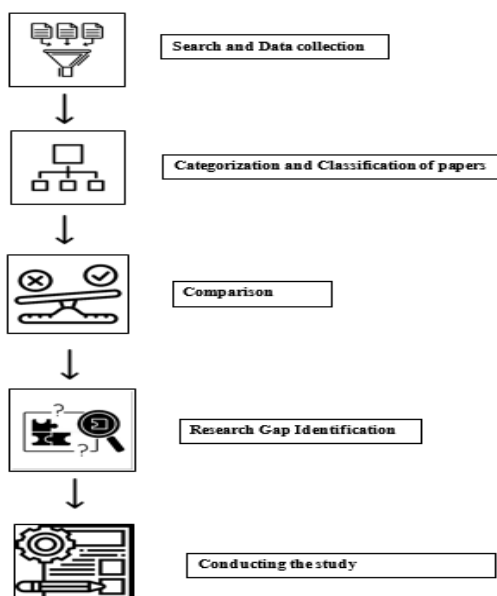 Search and Data collection
Categorization and Classification of papers
Comparison
?
Research Gap Identification
?
Conducting the study